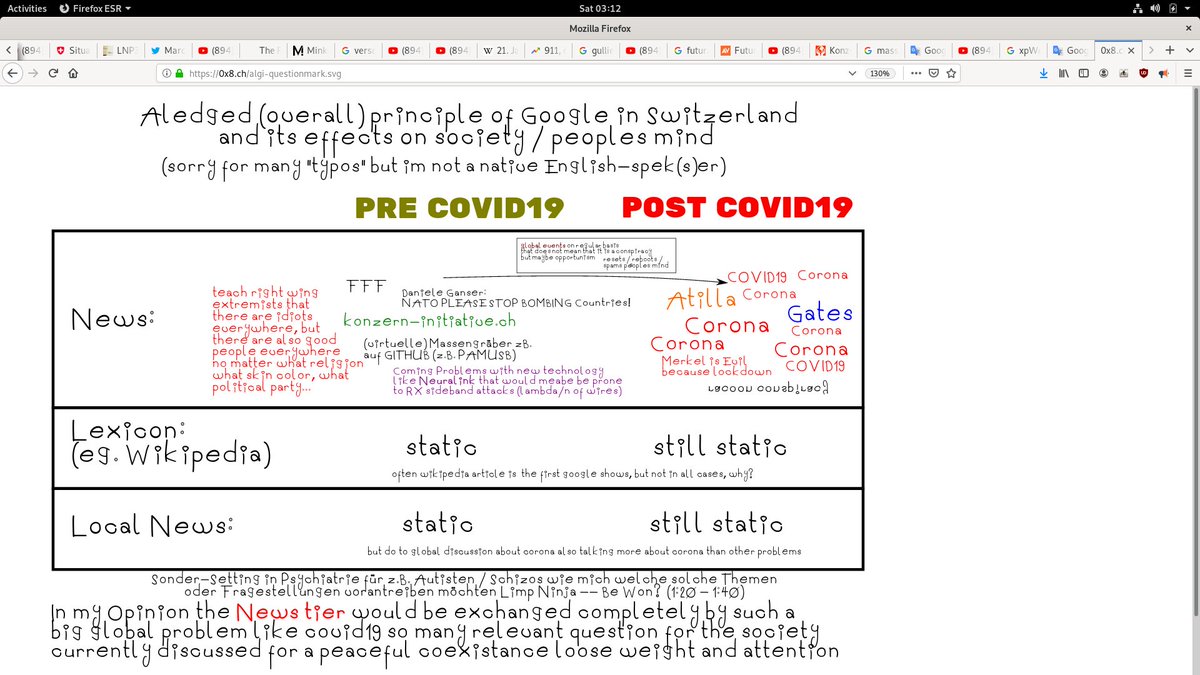 Activities Firefox ESR Sat 03:12
Mozilla Firefox
(894 Situa LNP3 Marc (894 The F Mink vers (894 (894 21. Ja 911, gullir (894 futur Futur (894 Konz mass Goog (894 xpW Goog 0x8.c
https://0x8.ch/algi-questionmark.svg 130%
Aledged (overall) principle of Google in Switzerland
and its effects on society / peoples mind
(sorry for many "typos" but im not a native English-spek(s)er)
PRE COVID19 POST COVID19
News:
teach right wing
extremists that
there are idiots
everywhere, but
there are also good
people everywhere
no matter what religion
what skin color, what
political party...
FFF
Daniele Ganser:
NATO PLEASE STOP BOMBING Countries!
konzern-initiative.ch
(virtuelle) Massengräber zB.
auf GITHUB (z.B. PAMUSB)
Coming Problems with new technology
like Neuralink that would meabe be prone
to RX sideband attacks (lambda/n of wires)
global events on regular basis
that does not mean that it is a conspiracy
but maybe opportunism resets / reboots /
spams peoples mind
COVID19 Corona
Atilla Corona
Gates
Corona Corona
Corona
Corona
Merkel is Evil
because lockdown
COVID19
racoon conspiracy
Lexicon:
(eg. Wikipedia)
static still static
often wikipedia article is the first google shows, but not in all cases, why?
Local News:
static still static
but do to global discussion about corona also talking more about corona than other problems
Sonder-Setting in Psychiatrie für z.B. Autisten / Schizos wie mich welche solche Themen
oder Fragestellungen vorantreiben möchten Limp Ninja -- Be Won? (1:20 - 1:40)
In my Opinion the News tier would be exchanged completely by such a
big global problem like covid19 so many relevant question for the society
currently discussed for a peaceful coexistance loose weight and attention